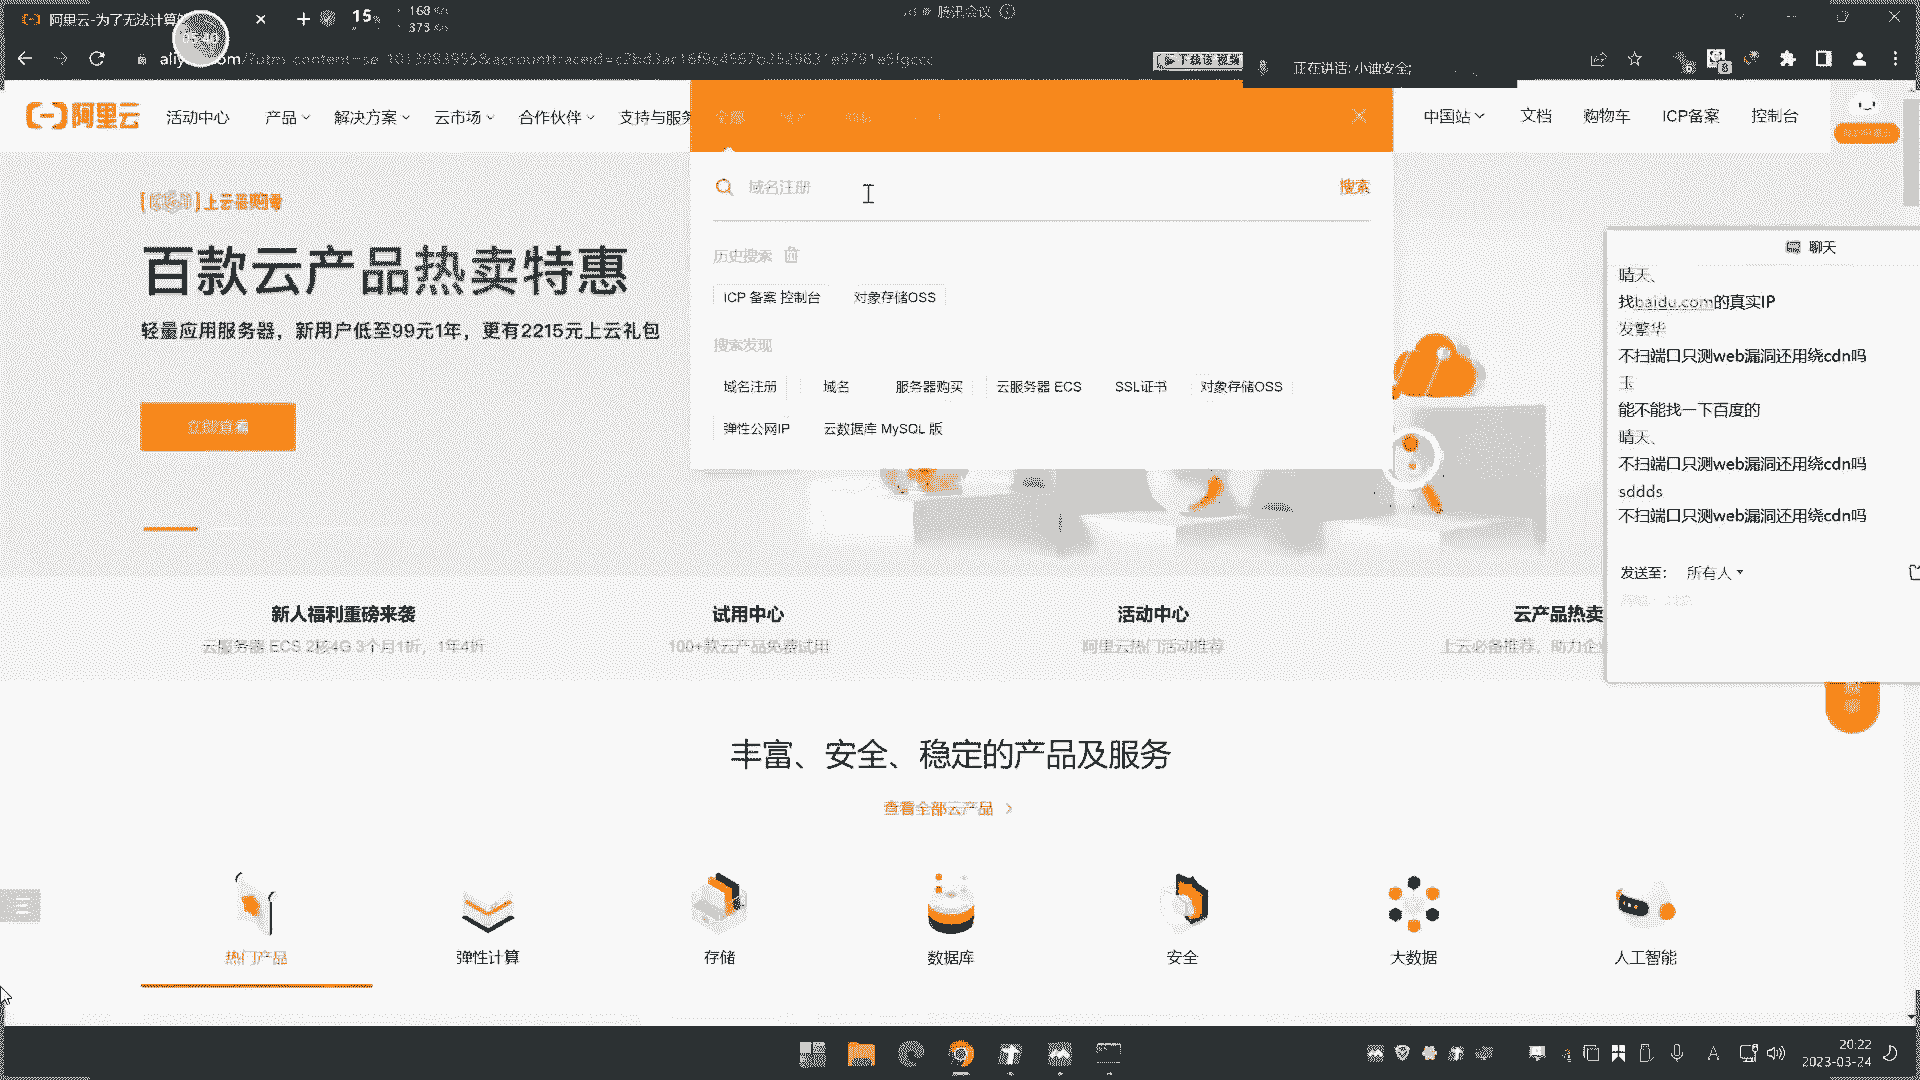 阿里云-为了无法计算
15%
168
373
腾讯会议
下载该视频
正在讲话: 小迪安全;
阿里云
活动中心
产品
解决方案
云市场
合作伙伴
支持与服务
中国站
文档
购物车
ICP备案
控制台
域名注册
搜索
历史搜索
ICP 备案 控制台
对象存储OSS
搜索发现
域名注册
域名
服务器购买
云服务器 ECS
SSL证书
对象存储OSS
弹性公网IP
云数据库 MySQL 版
百款云产品热卖特惠
轻量应用服务器，新用户低至99元1年，更有2215元上云礼包
立即查看
聊天
晴天、
找baidu.com的真实IP
发繁华
不扫端口只测web漏洞还用绕cdn吗
玉
能不能找一下百度的
晴天、
不扫端口只测web漏洞还用绕cdn吗
sddds
不扫端口只测web漏洞还用绕cdn吗
发送至：
所有人
新人福利重磅来袭
云服务器 ECS 2核4G 3个月1折，1年4折
试用中心
100+款云产品免费试用
活动中心
阿里云热门活动推荐
云产品热卖
上云必备推荐，助力企业
丰富、安全、稳定的产品及服务
查看全部云产品
热门产品
弹性计算
存储
数据库
安全
大数据
人工智能
20:22
2023-03-24